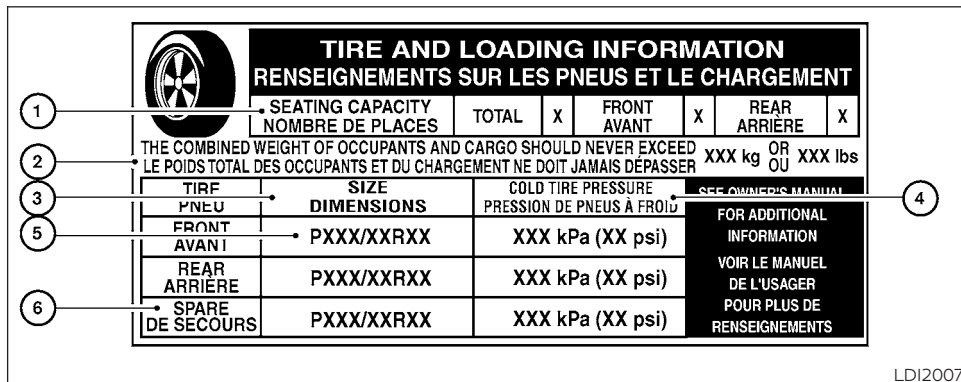 TIRE AND LOADING INFORMATION
RENSEIGNEMENTS SUR LES PNEUS ET LE CHARGEMENT
1 SEATING CAPACITY TOTAL X FRONT X REAR X
NOMBRE DE PLACES AVANT ARRIÈRE
2 THE COMBINED WEIGHT OF OCCUPANTS AND CARGO SHOULD NEVER EXCEED XXX kg OR XXX lbs
LE POIDS TOTAL DES OCCUPANTS ET DU CHARGEMENT NE DOIT JAMAIS DÉPASSER OU
3 TIRE SIZE COLD TIRE PRESSURE SEE OWNER'S MANUAL 4
PNEU DIMENSIONS PRESSION DE PNEUS À FROID FOR ADDITIONAL
5 FRONT PXXX/XXRXX XXX kPa (XX psi) INFORMATION
AVANT
REAR PXXX/XXRXX XXX kPa (XX psi) VOIR LE MANUEL
ARRIÈRE DE L'USAGER
6 SPARE PXXX/XXRXX XXX kPa (XX psi) POUR PLUS DE
DE SECOURS RENSEIGNEMENTS
LDI2007